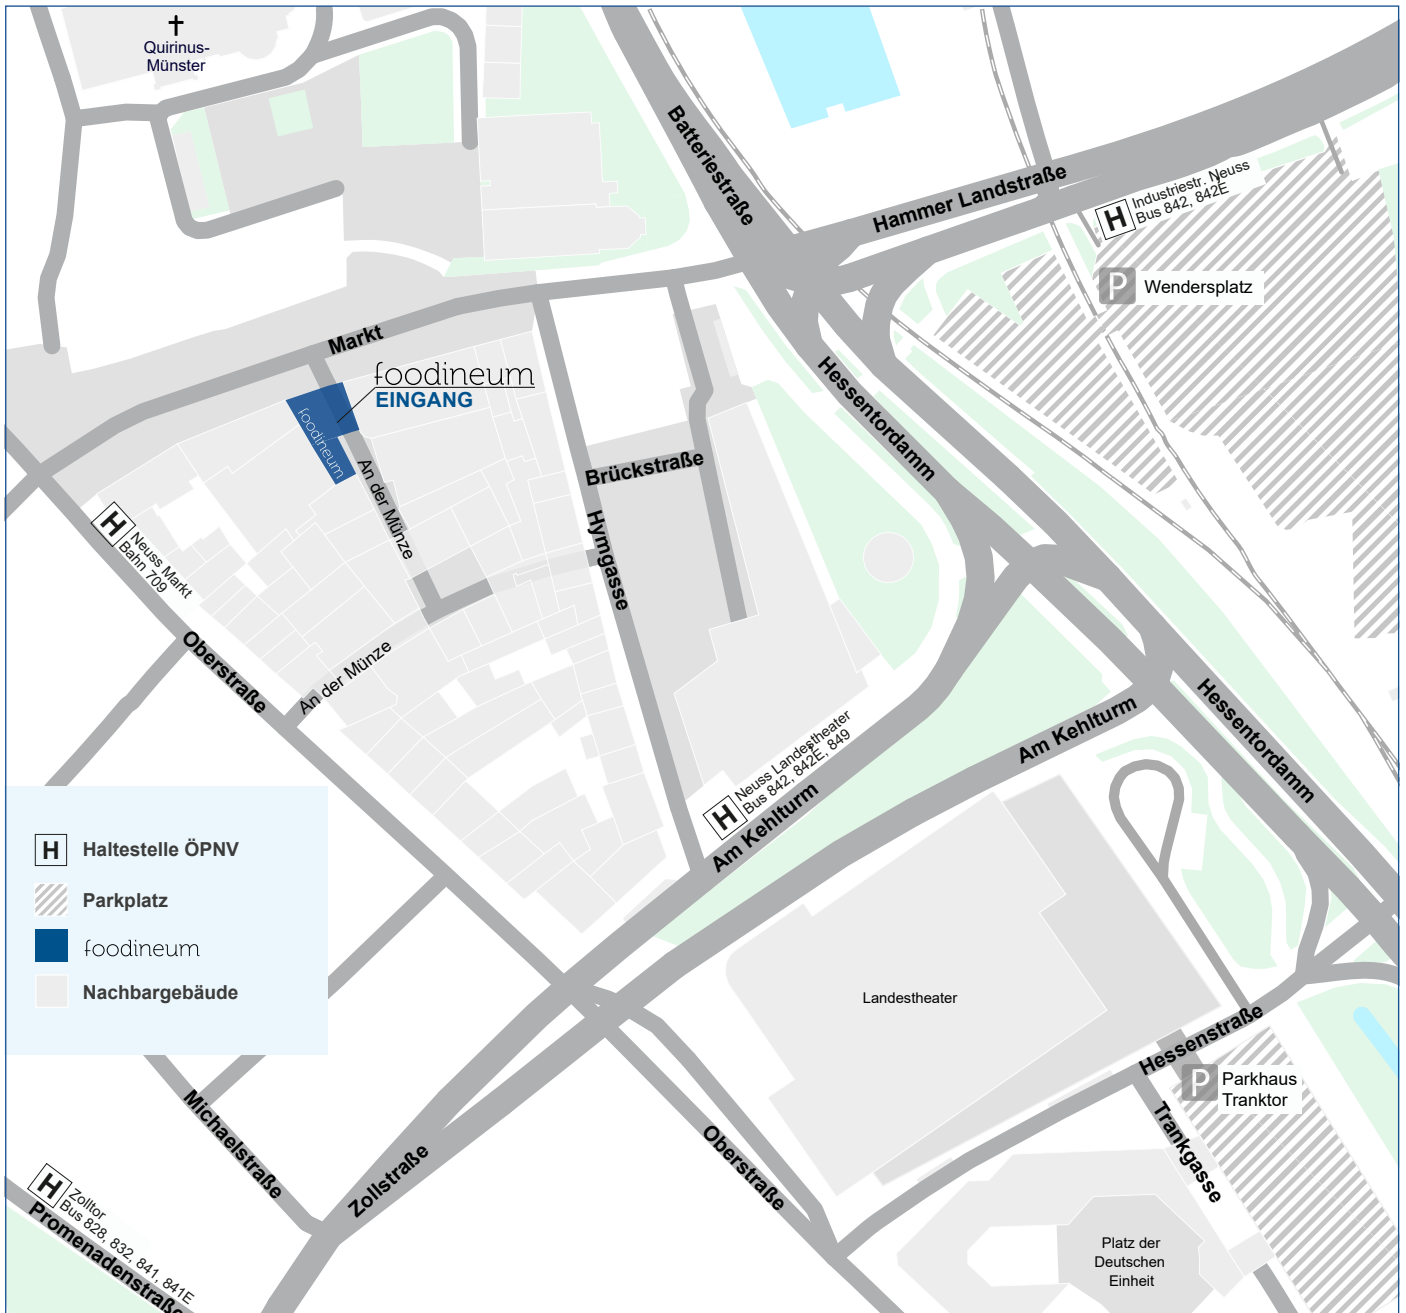 Quirinus-
Münster
Batteriestraße
Hammer Landstraße
Industriestr. Neuss
Bus 842, 842E
H
P
Wendersplatz
Markt
foodineum
EINGANG
foodineum
An der Münze
Hessentordamm
Brückstraße
Hymgasse
H
Neuss Markt
Bahn 709
Oberstraße
An der Münze
Hessentordamm
Am Kehlturm
H
Neuss Landestheater
Bus 842, 842E, 849
Am Kehlturm
H
Haltestelle ÖPNV
Parkplatz
foodineum
Nachbargebäude
Landestheater
Hessenstraße
P
Parkhaus
Tranktor
Trankgasse
Michaelstraße
Zollstraße
Oberstraße
H
Zolltor
Bus 828, 832, 841, 841E
Promenadenstraße
Platz der
Deutschen
Einheit